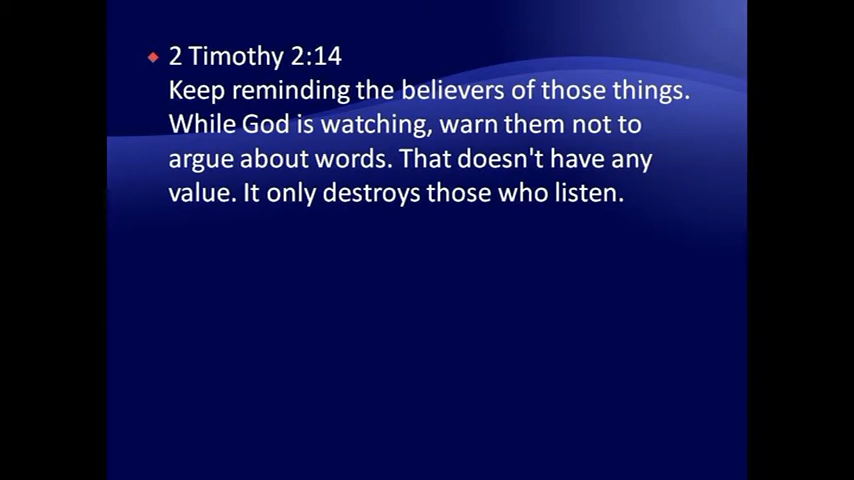 2 Timothy 2:14
Keep reminding the believers of those things.
While God is watching, warn them not to
argue about words. That doesn't have any
value. It only destroys those who listen.